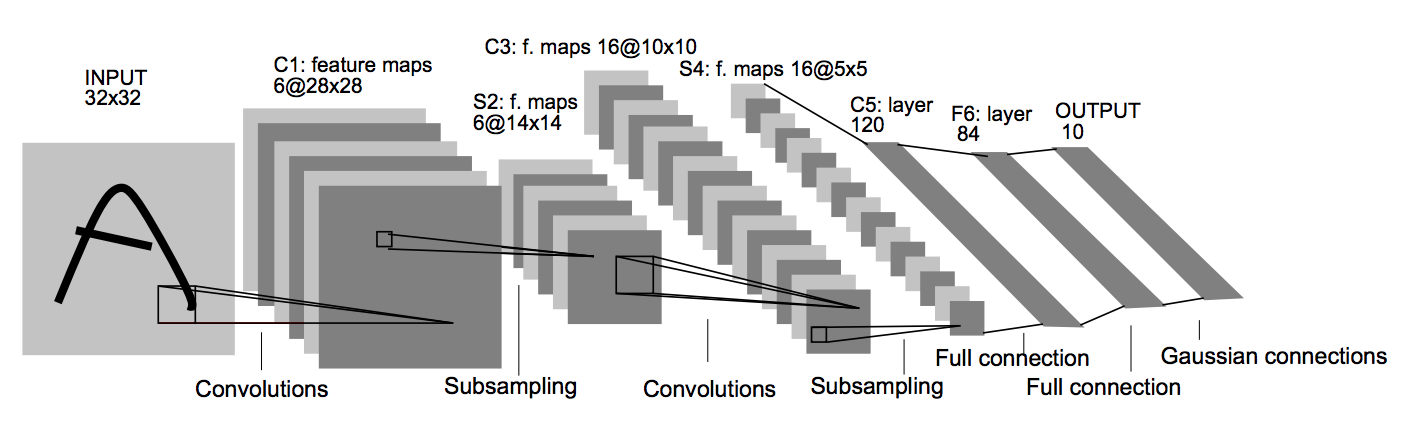 INPUT
32x32
C1: feature maps
6@28x28
S2: f. maps
6@14x14
C3: f. maps 16@10x10
S4: f. maps 16@5x5
C5: layer
120
F6: layer
84
OUTPUT
10
Convolutions
Subsampling
Convolutions
Subsampling
Full connection
Full connection
Gaussian connections